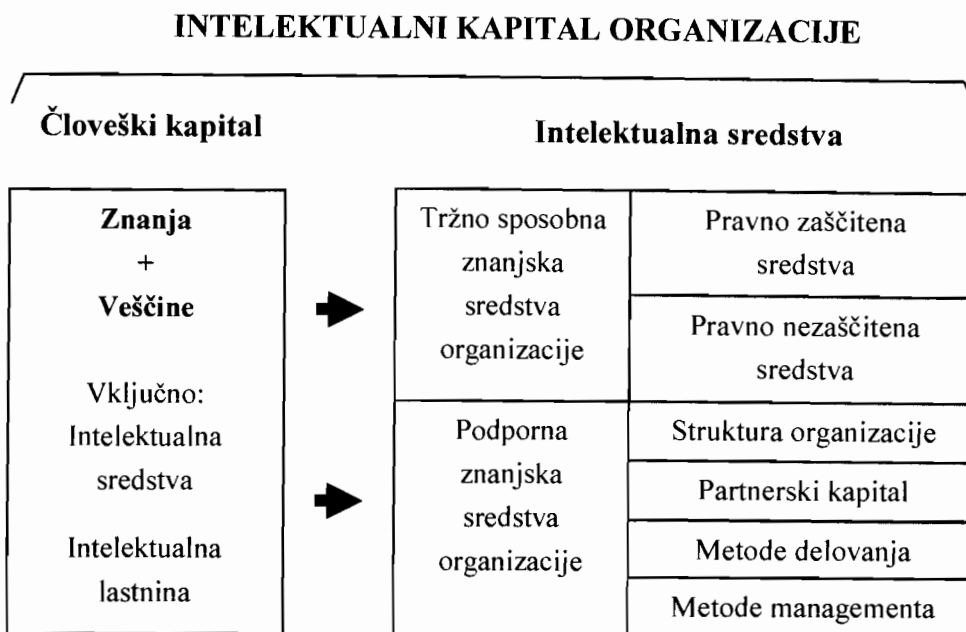 INTELEKTUALNI KAPITAL ORGANIZACIJE
Človeški kapital
Intelektualna sredstva
Znanja
+
Veščine
Vključno:
Intelektualna
sredstva
Intelektualna
lastnina
Tržno sposobna
znanjska
sredstva
organizacije
Pravno zaščitena
sredstva
Pravno nezaščitena
sredstva
Podporna
znanjska
sredstva
organizacije
Struktura organizacije
Partnerski kapital
Metode delovanja
Metode managementa